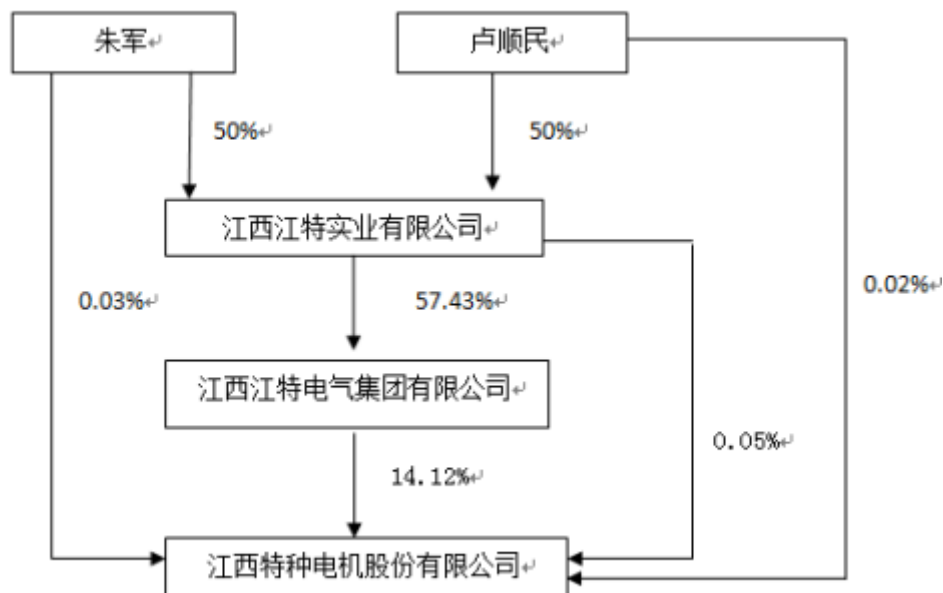 朱军
卢顺民
50%
50%
江西江特实业有限公司
0.03%
57.43%
0.02%
江西江特电气集团有限公司
0.05%
14.12%
江西特种电机股份有限公司